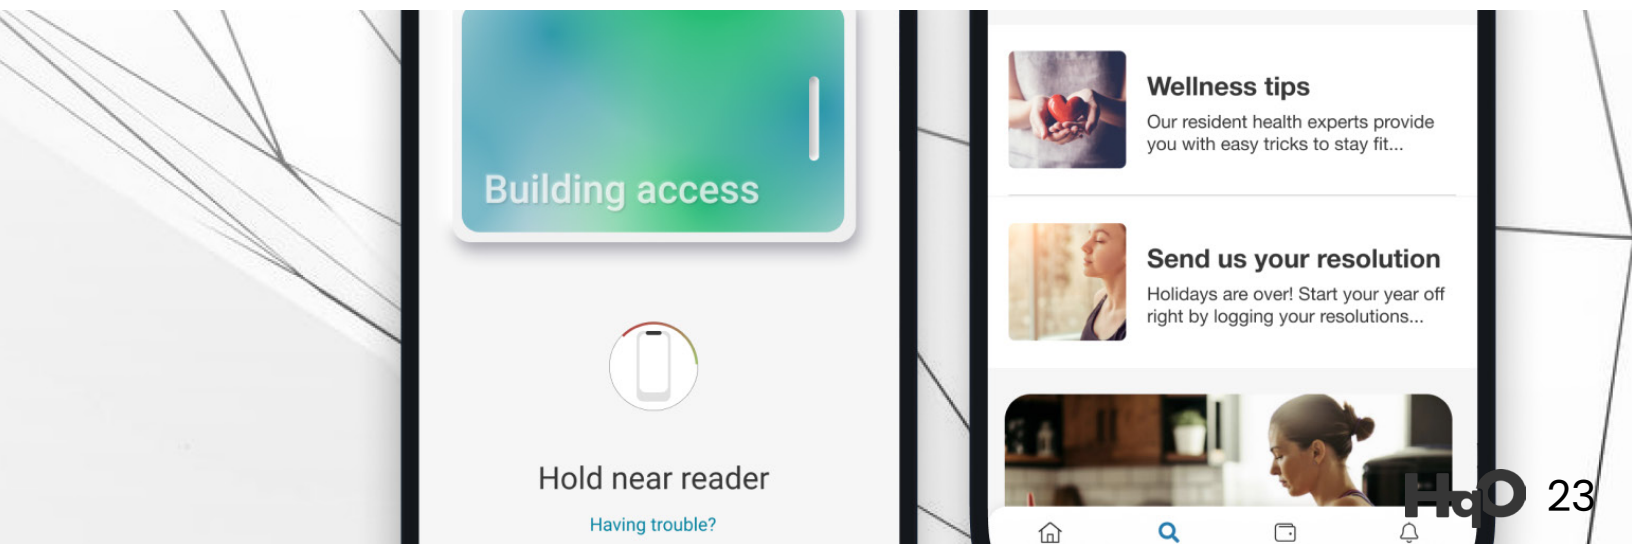 Building access
Hold near reader
Having trouble?
Wellness tips
Our resident health experts provide
you with easy tricks to stay fit...
Send us your resolution
Holidays are over! Start your year off
right by logging your resolutions...
HqO 23